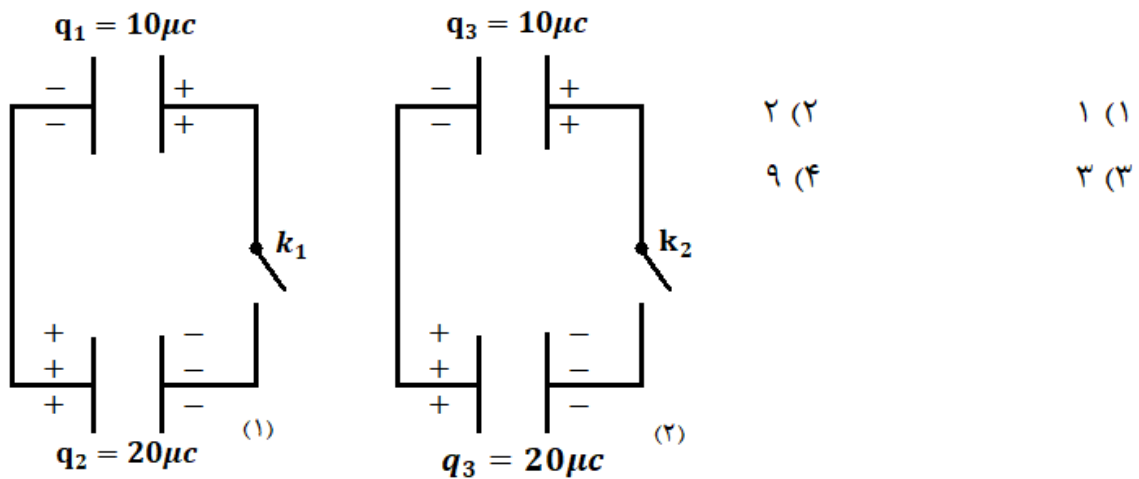 q₁ = 10μc
q₃ = 10μc
− +
− +
− +
− +
k₁
k₂
+ −
+ −
+ −
+ −
+ −
+ −
q₂ = 20μc
(۱)
q₃ = 20μc
(۲)
۱) ۱
۲) ۲
۳) ۳
۴) ۹